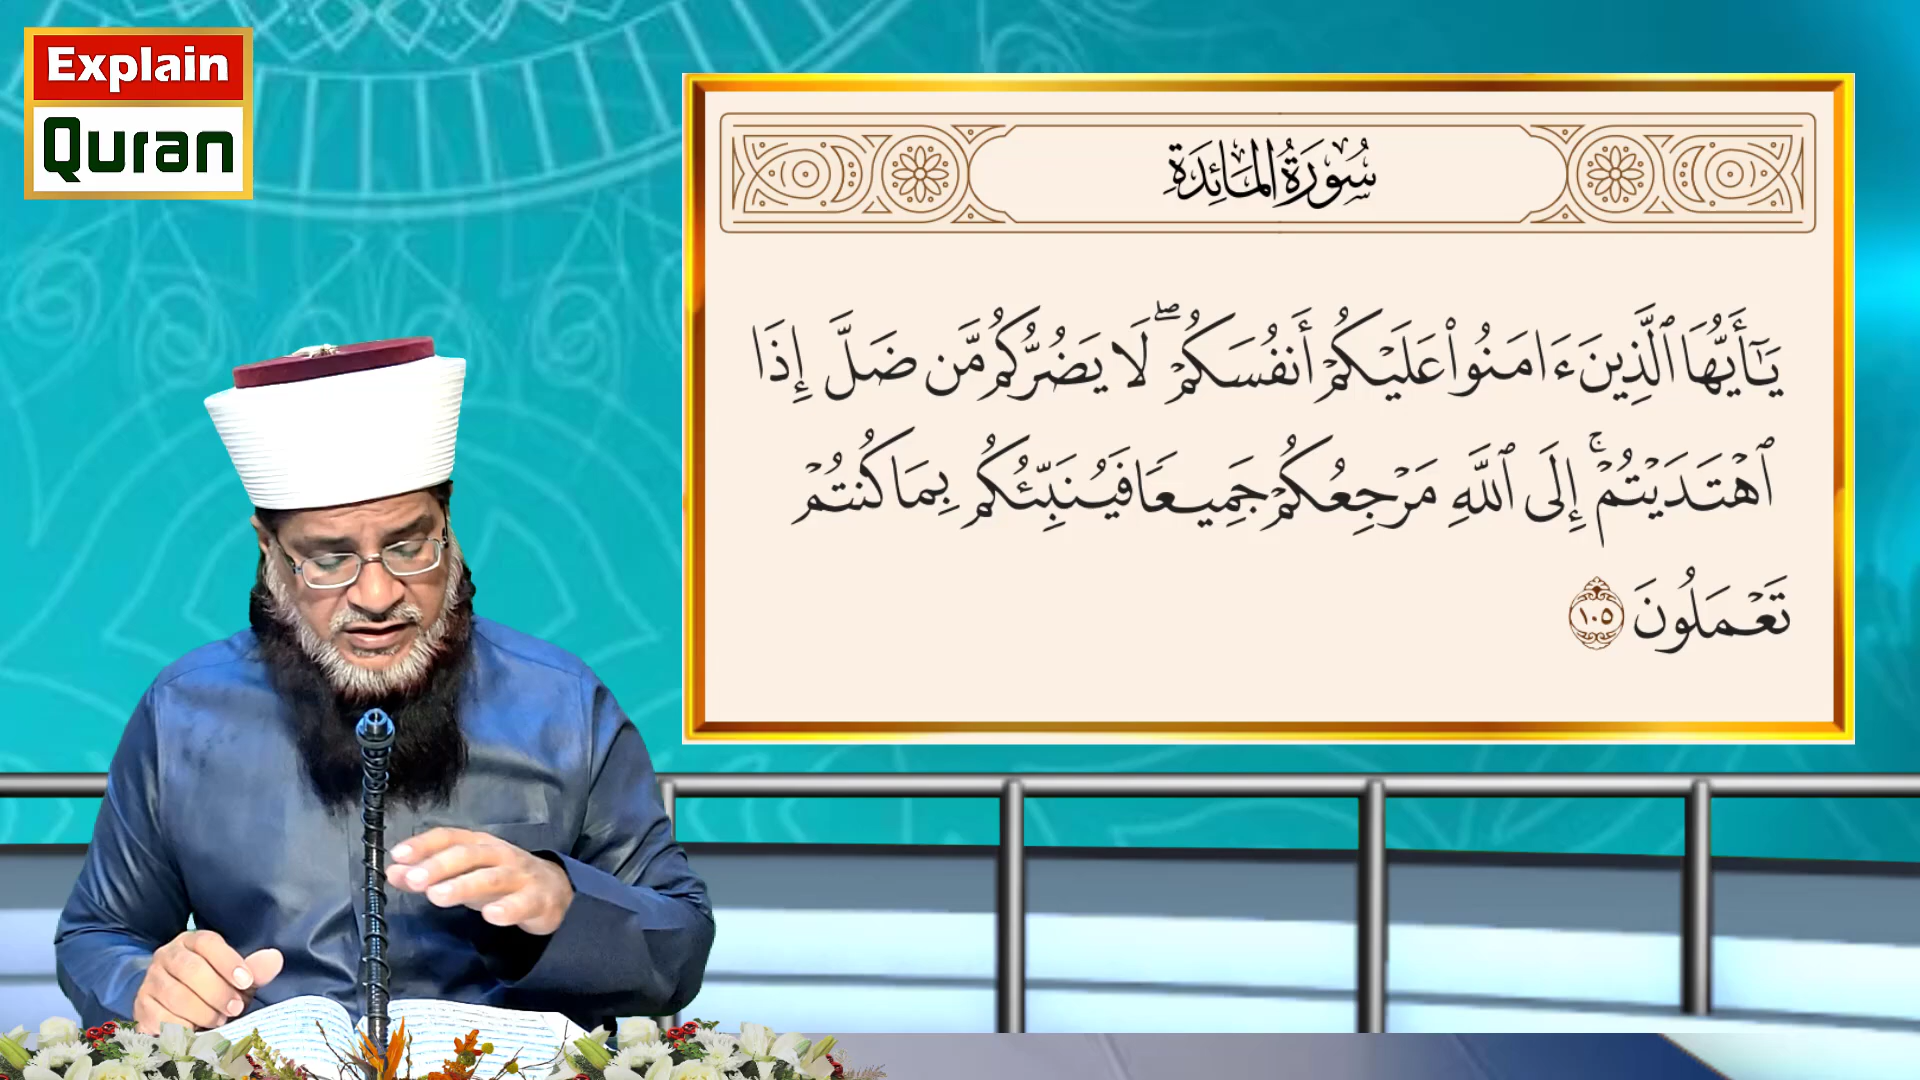 Explain
Quran
سُورَةُ المَائِدَةِ
يَـٰٓأَيُّهَا ٱلَّذِينَ ءَامَنُوا۟ عَلَيْكُمْ أَنفُسَكُمْ ۖ لَا يَضُرُّكُم مَّن ضَلَّ إِذَا
ٱهْتَدَيْتُمْ ۚ إِلَى ٱللَّهِ مَرْجِعُكُمْ جَمِيعًا فَيُنَبِّئُكُم بِمَا كُنتُمْ
تَعْمَلُونَ ١٠٥